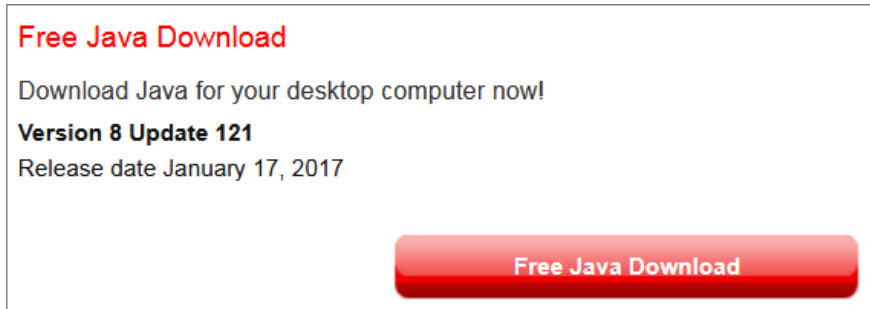 Free Java Download
Download Java for your desktop computer now!
Version 8 Update 121
Release date January 17, 2017
Free Java Download